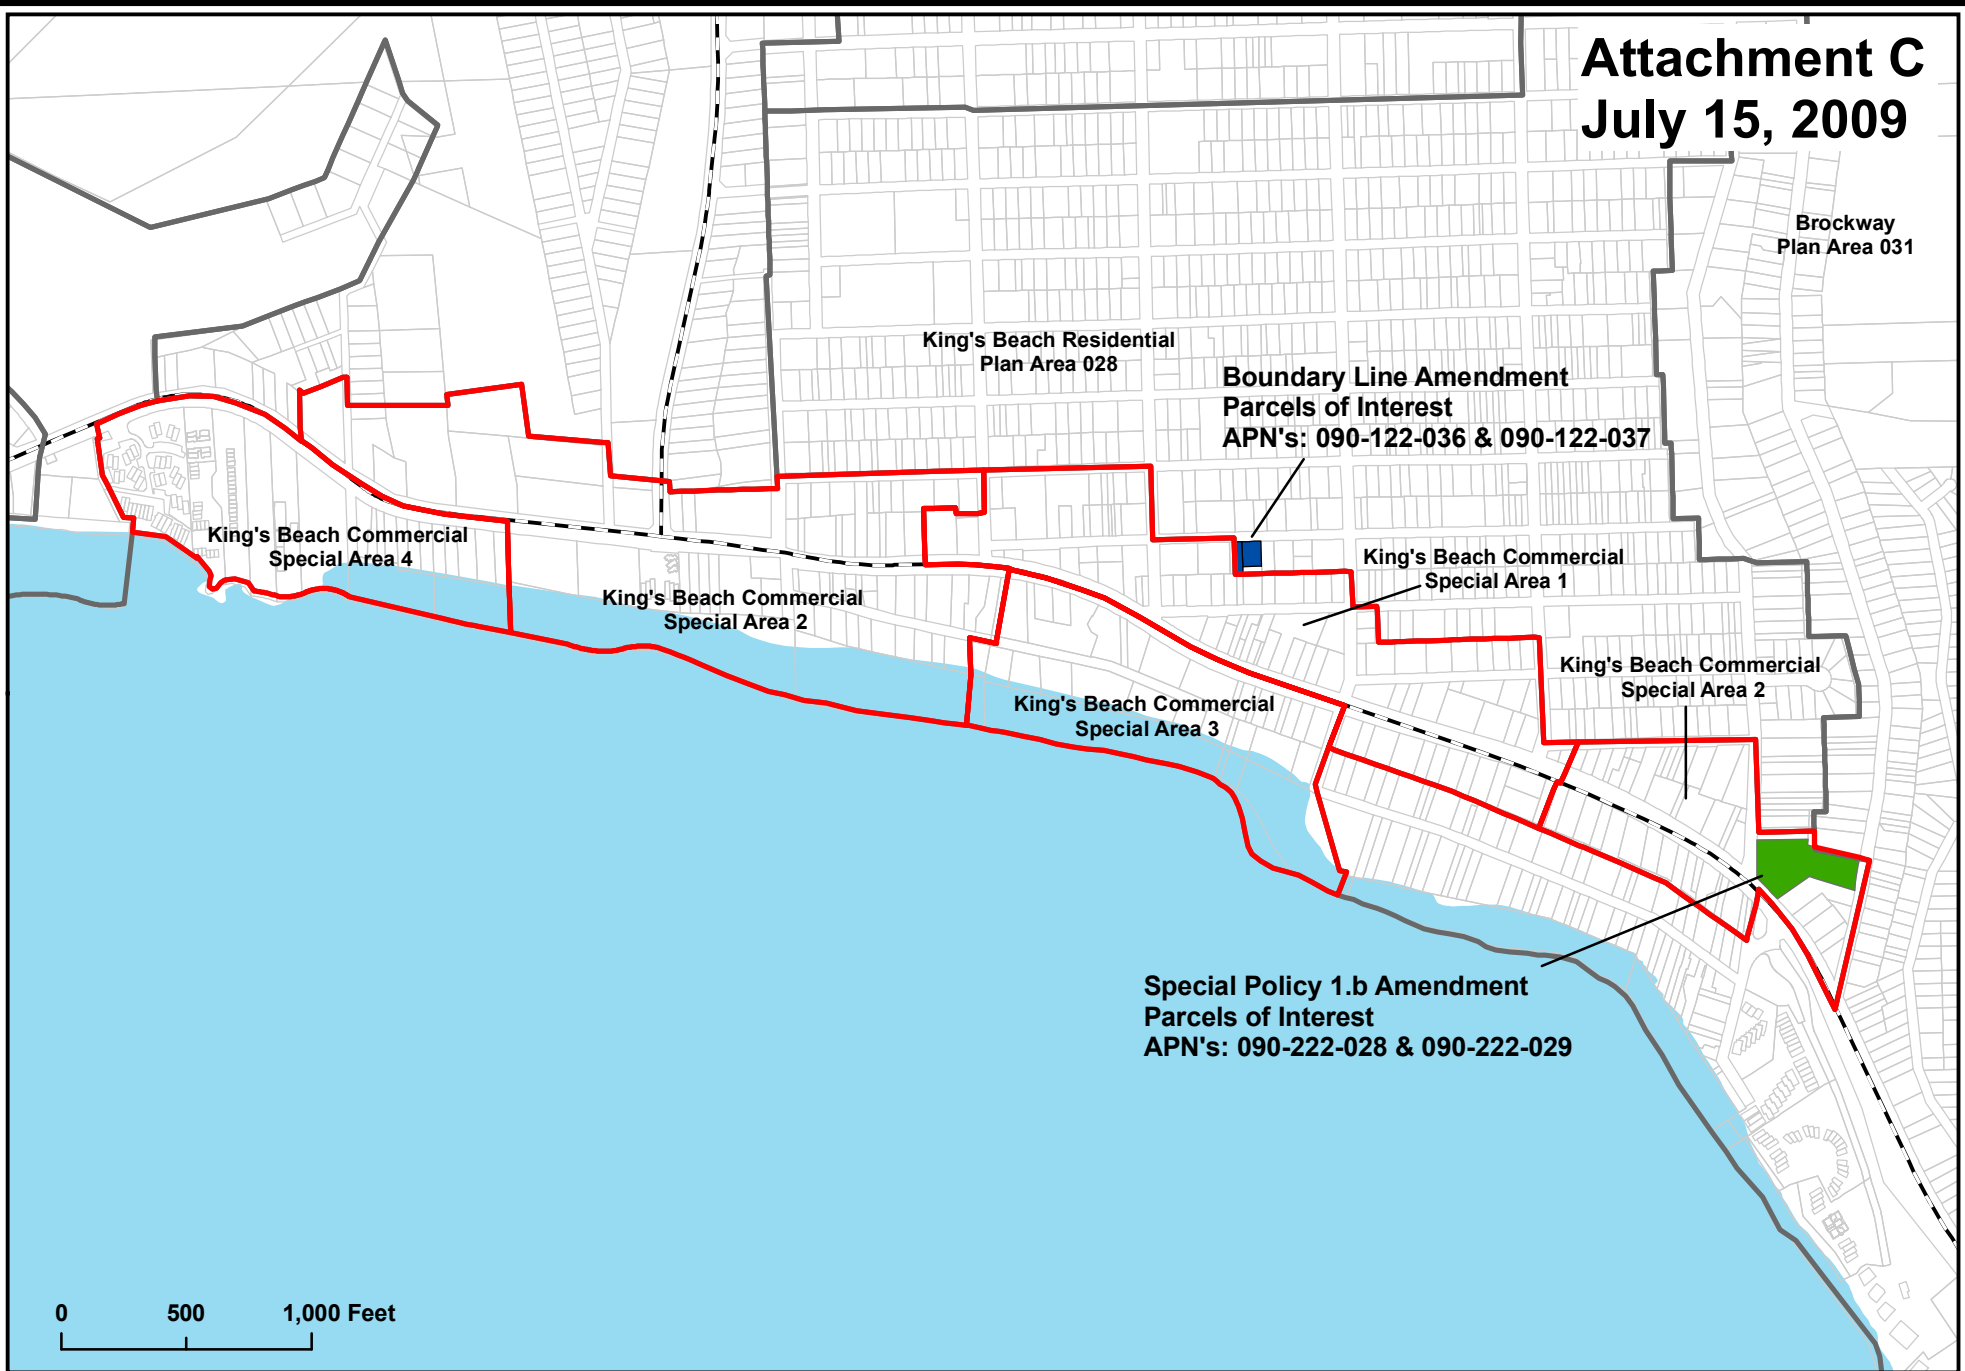 Attachment C
July 15, 2009
Brockway
Plan Area 031
King's Beach Residential
Plan Area 028
Boundary Line Amendment
Parcels of Interest
APN's: 090-122-036 & 090-122-037
King's Beach Commercial
Special Area 4
King's Beach Commercial
Special Area 1
King's Beach Commercial
Special Area 2
King's Beach Commercial
Special Area 2
King's Beach Commercial
Special Area 3
Special Policy 1.b Amendment
Parcels of Interest
APN's: 090-222-028 & 090-222-029
0 500 1,000 Feet